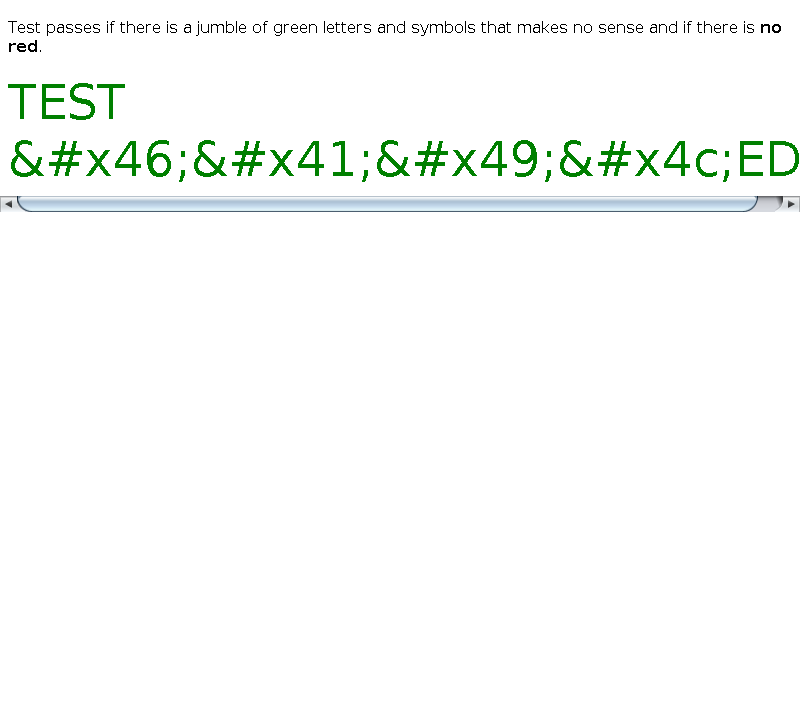 Test passes if there is a jumble of green letters and symbols that makes no sense and if there is no
red.
TEST
&#x46;&#x41;&#x49;&#x4c;ED